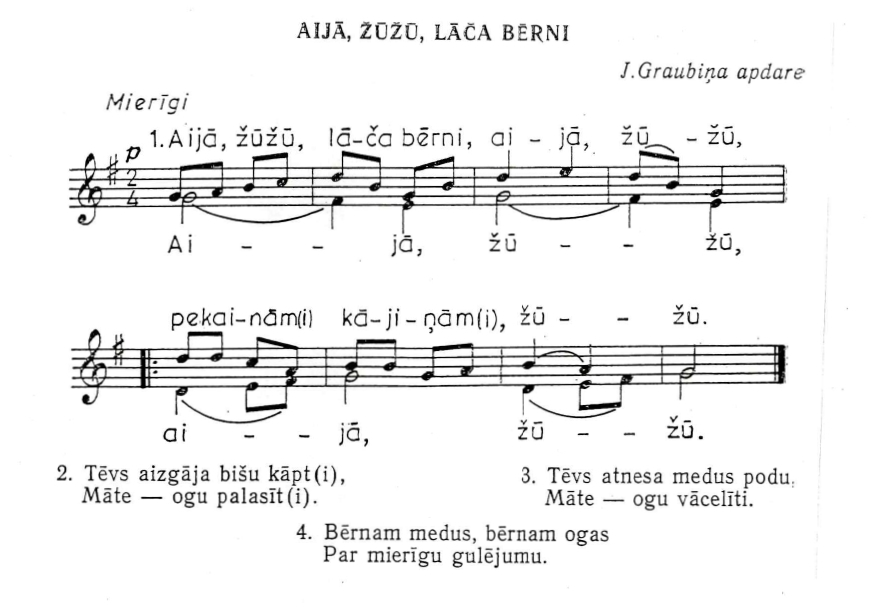 AIJĀ, ŽŪŽŪ, LĀČA BĒRNI
J.Graubiņa apdare
Mierīgi
p 1.Aijā, žūžū, lā-ča bērni, ai - jā, žū - žū,
2
4
Ai - - jā, žū - - žū,
pekai-nām(i) kā-ji-ņām(i), žū - - žū.
ai - - jā, žū - - žū.
2. Tēvs aizgāja bišu kāpt(i),
Māte — ogu palasīt(i).
3. Tēvs atnesa medus podu,
Māte — ogu vācelīti.
4. Bērnam medus, bērnam ogas
Par mierīgu gulējumu.